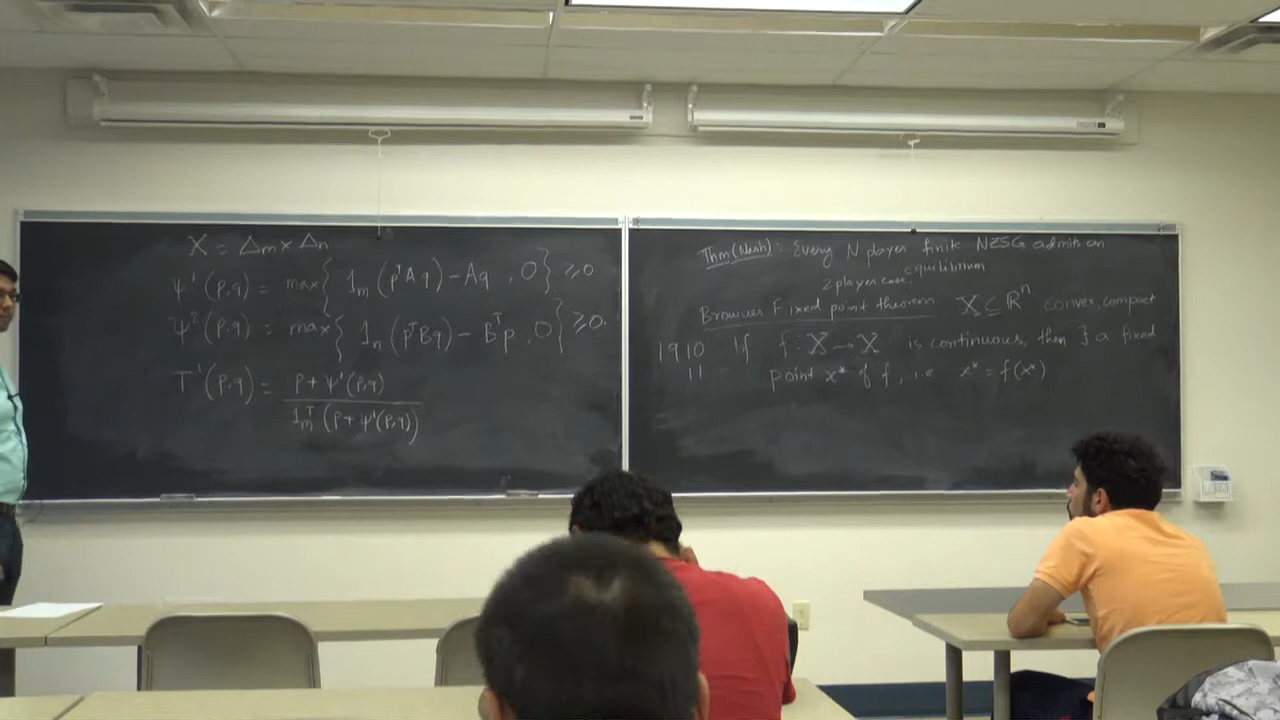 X = Δm × Δn
Ψ¹(p,q) = max{ 1m (pᵀAq) − Aq , 0} ≥0
Ψ²(p,q) = max{ 1n (pᵀBq) − Bᵀp , 0} ≥0.
T¹(p,q) = p + Ψ¹(p,q)
1mᵀ (p + Ψ¹(p,q))
Thm (Nash) : Every N player finite NZSG admits an
equilibrium
2 player case.
Brouwer Fixed point theorem X ⊆ ℝⁿ convex, compact
1910 If f : X → X is continuous, then ∃ a fixed
11 point x* of f , i.e x* = f(x*)